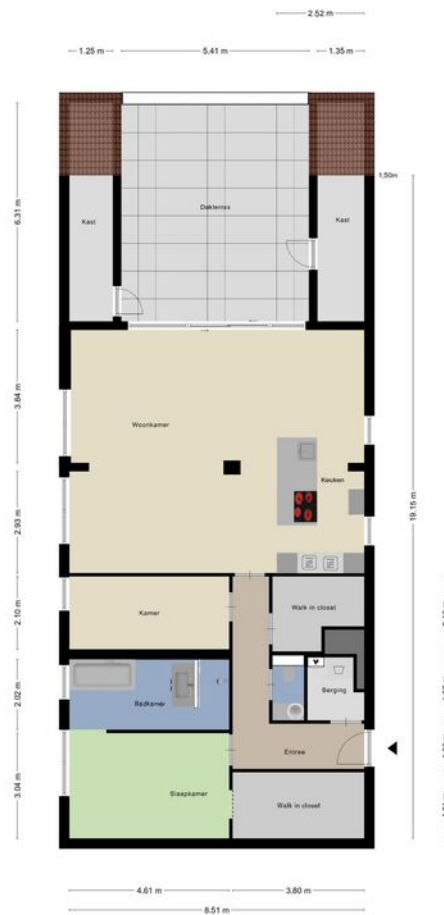 2.52 m
1.25 m
5.41 m
1.35 m
6.31 m
Kast
Dakterras
Kast
1,50m
3.84 m
Woonkamer
Keuken
2.93 m
19.15 m
2.10 m
Kamer
Walk in closet
2.02 m
Badkamer
Berging
3.04 m
Entree
Slaapkamer
Walk in closet
4.61 m
3.80 m
8.51 m